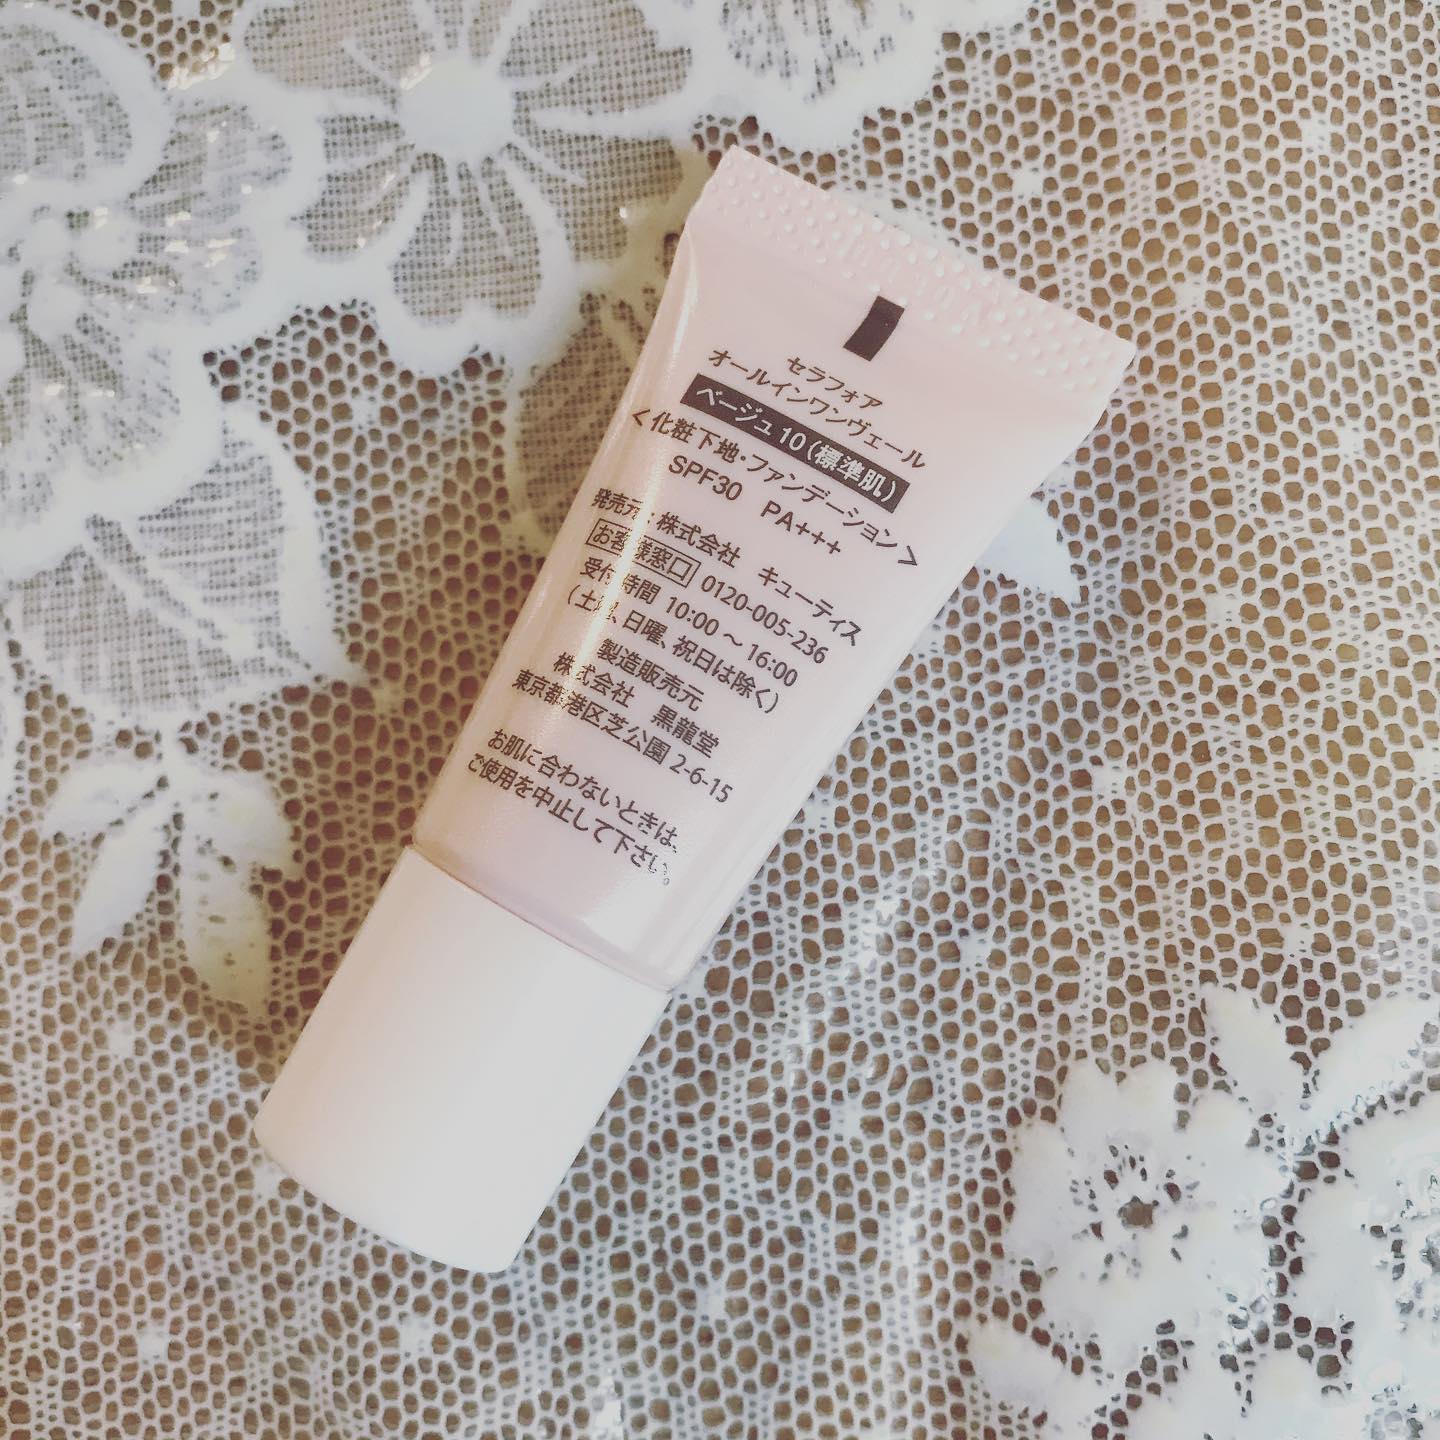 セラフォア
オールインワンヴェール
ベージュ10(標準肌)
<化粧下地・ファンデーション>
SPF30 PA+++
発売元: 株式会社 キューティス
お客様窓口 0120-005-236
受付時間 10:00 ～ 16:00
(土曜、日曜、祝日は除く)
製造販売元
株式会社 黒龍堂
東京都港区芝公園 2-6-15
お肌に合わないときは、
ご使用を中止して下さい。